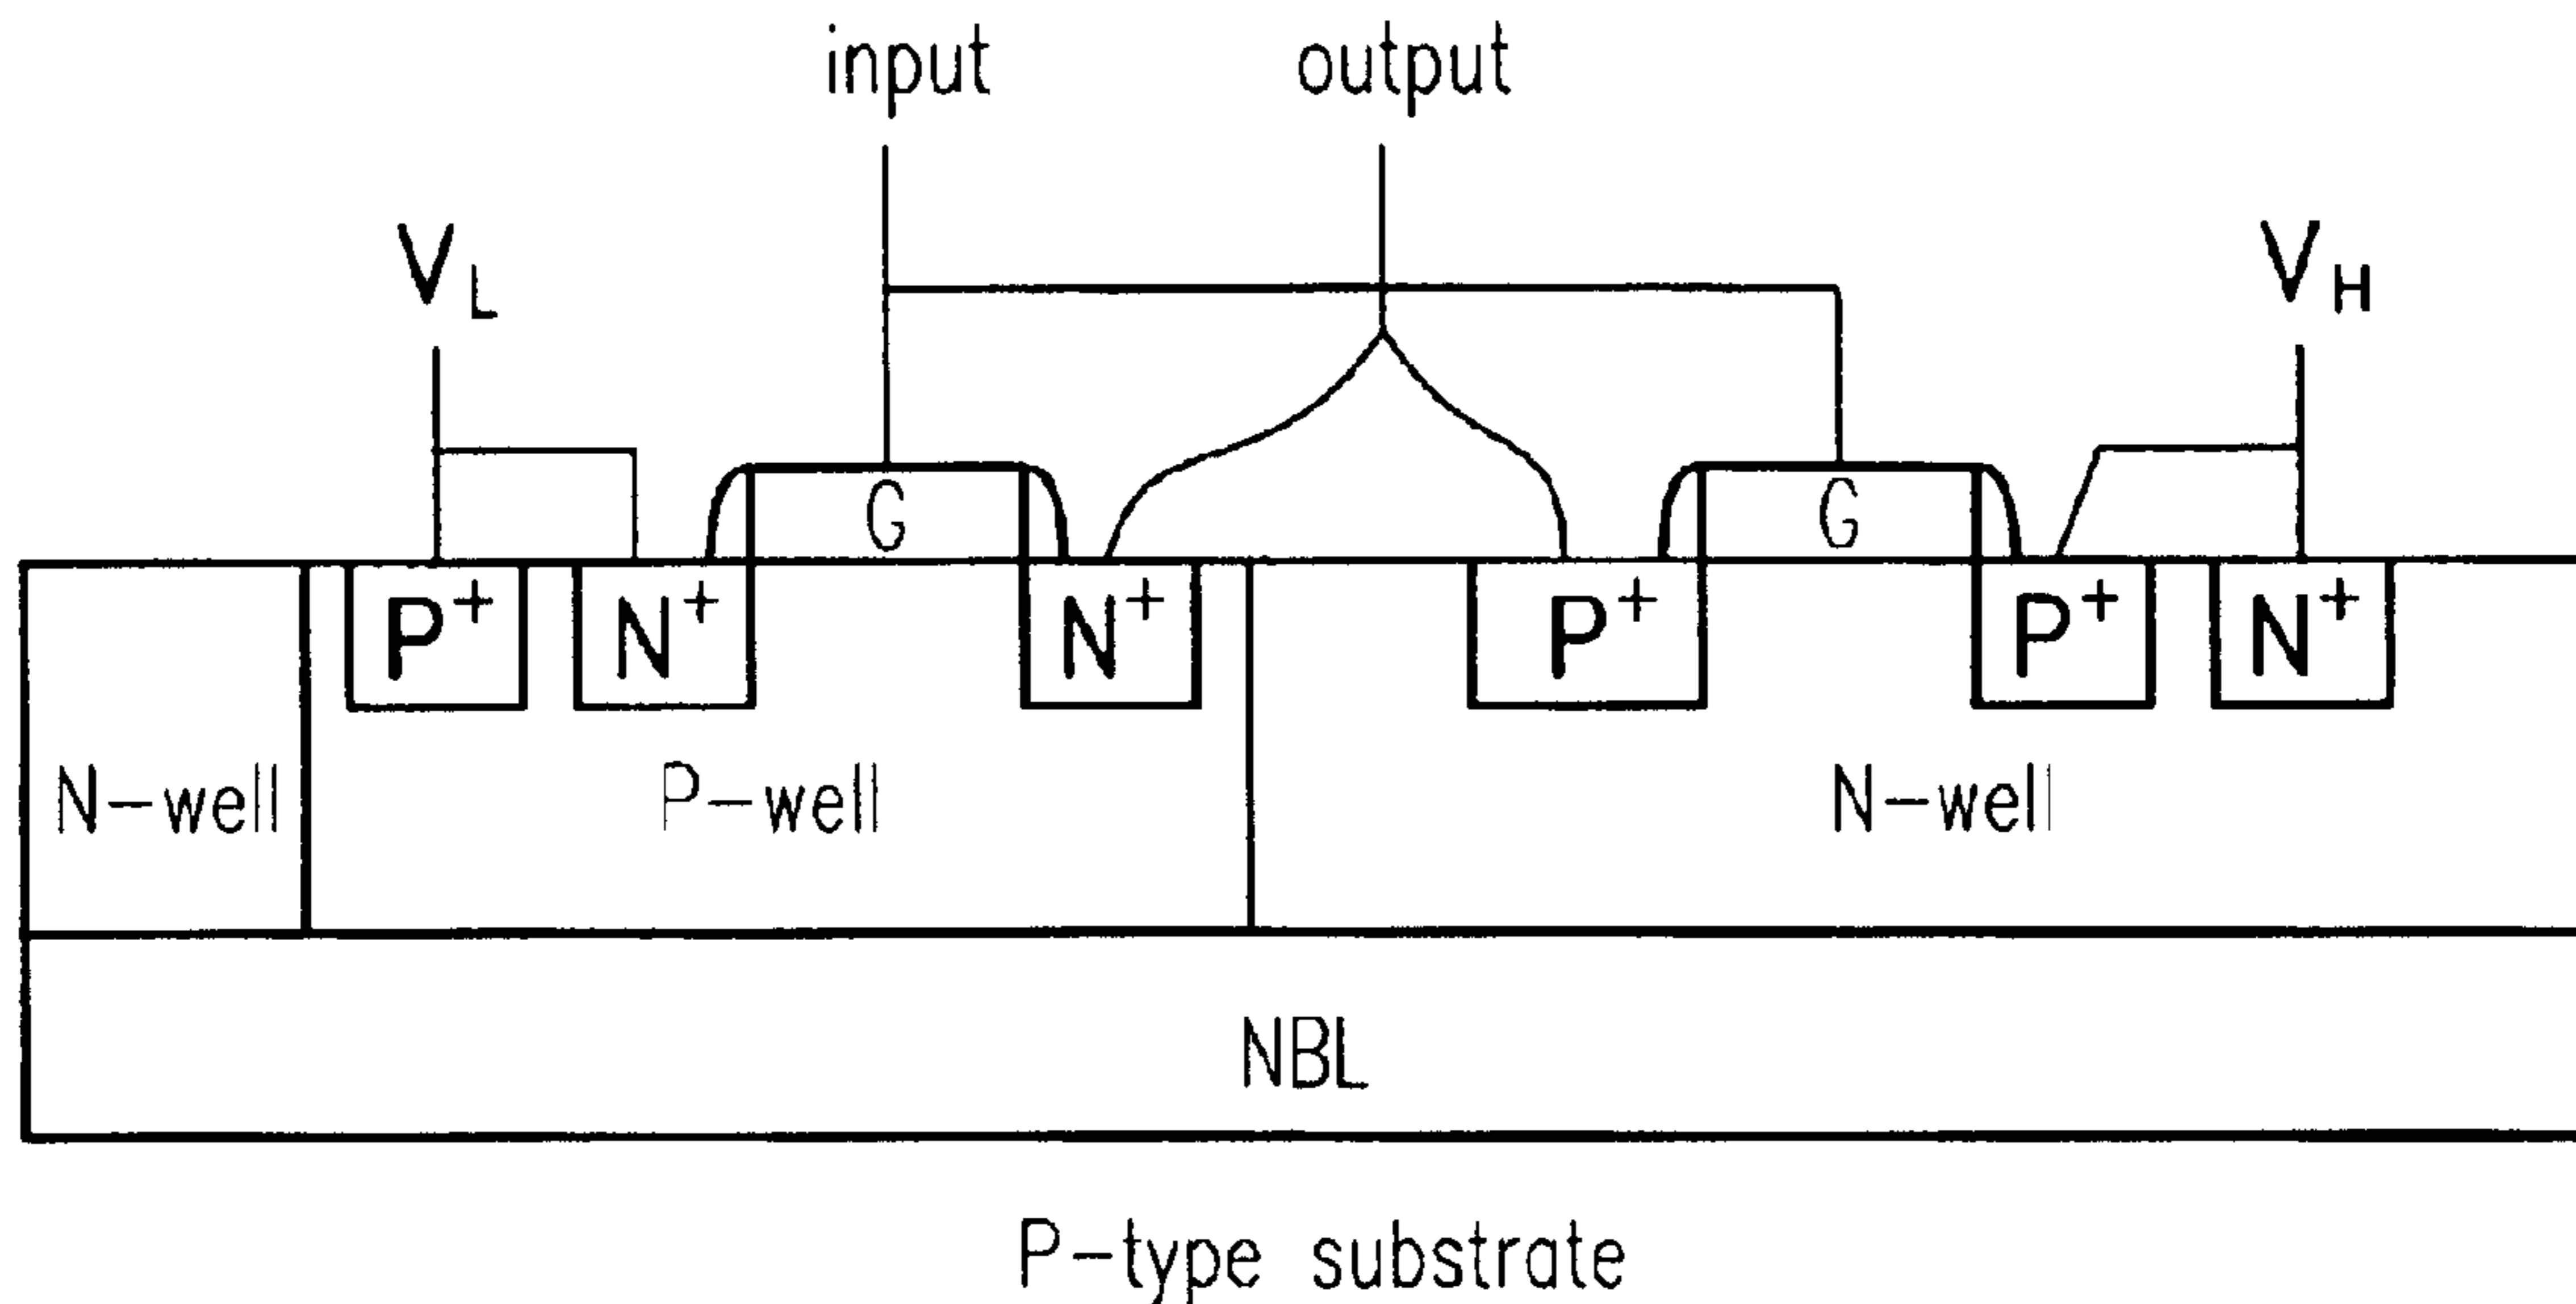 input output
V_L V_H
G G
P⁺ N⁺ N⁺ P⁺ P⁺ N⁺
N-well P-well N-well
NBL
P-type substrate